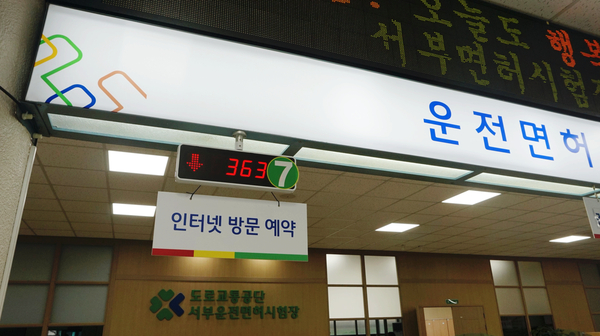 오늘도 행복
서부면허시험장
운전면허
363 7
인터넷 방문 예약
도로교통공단
서부운전면허시험장